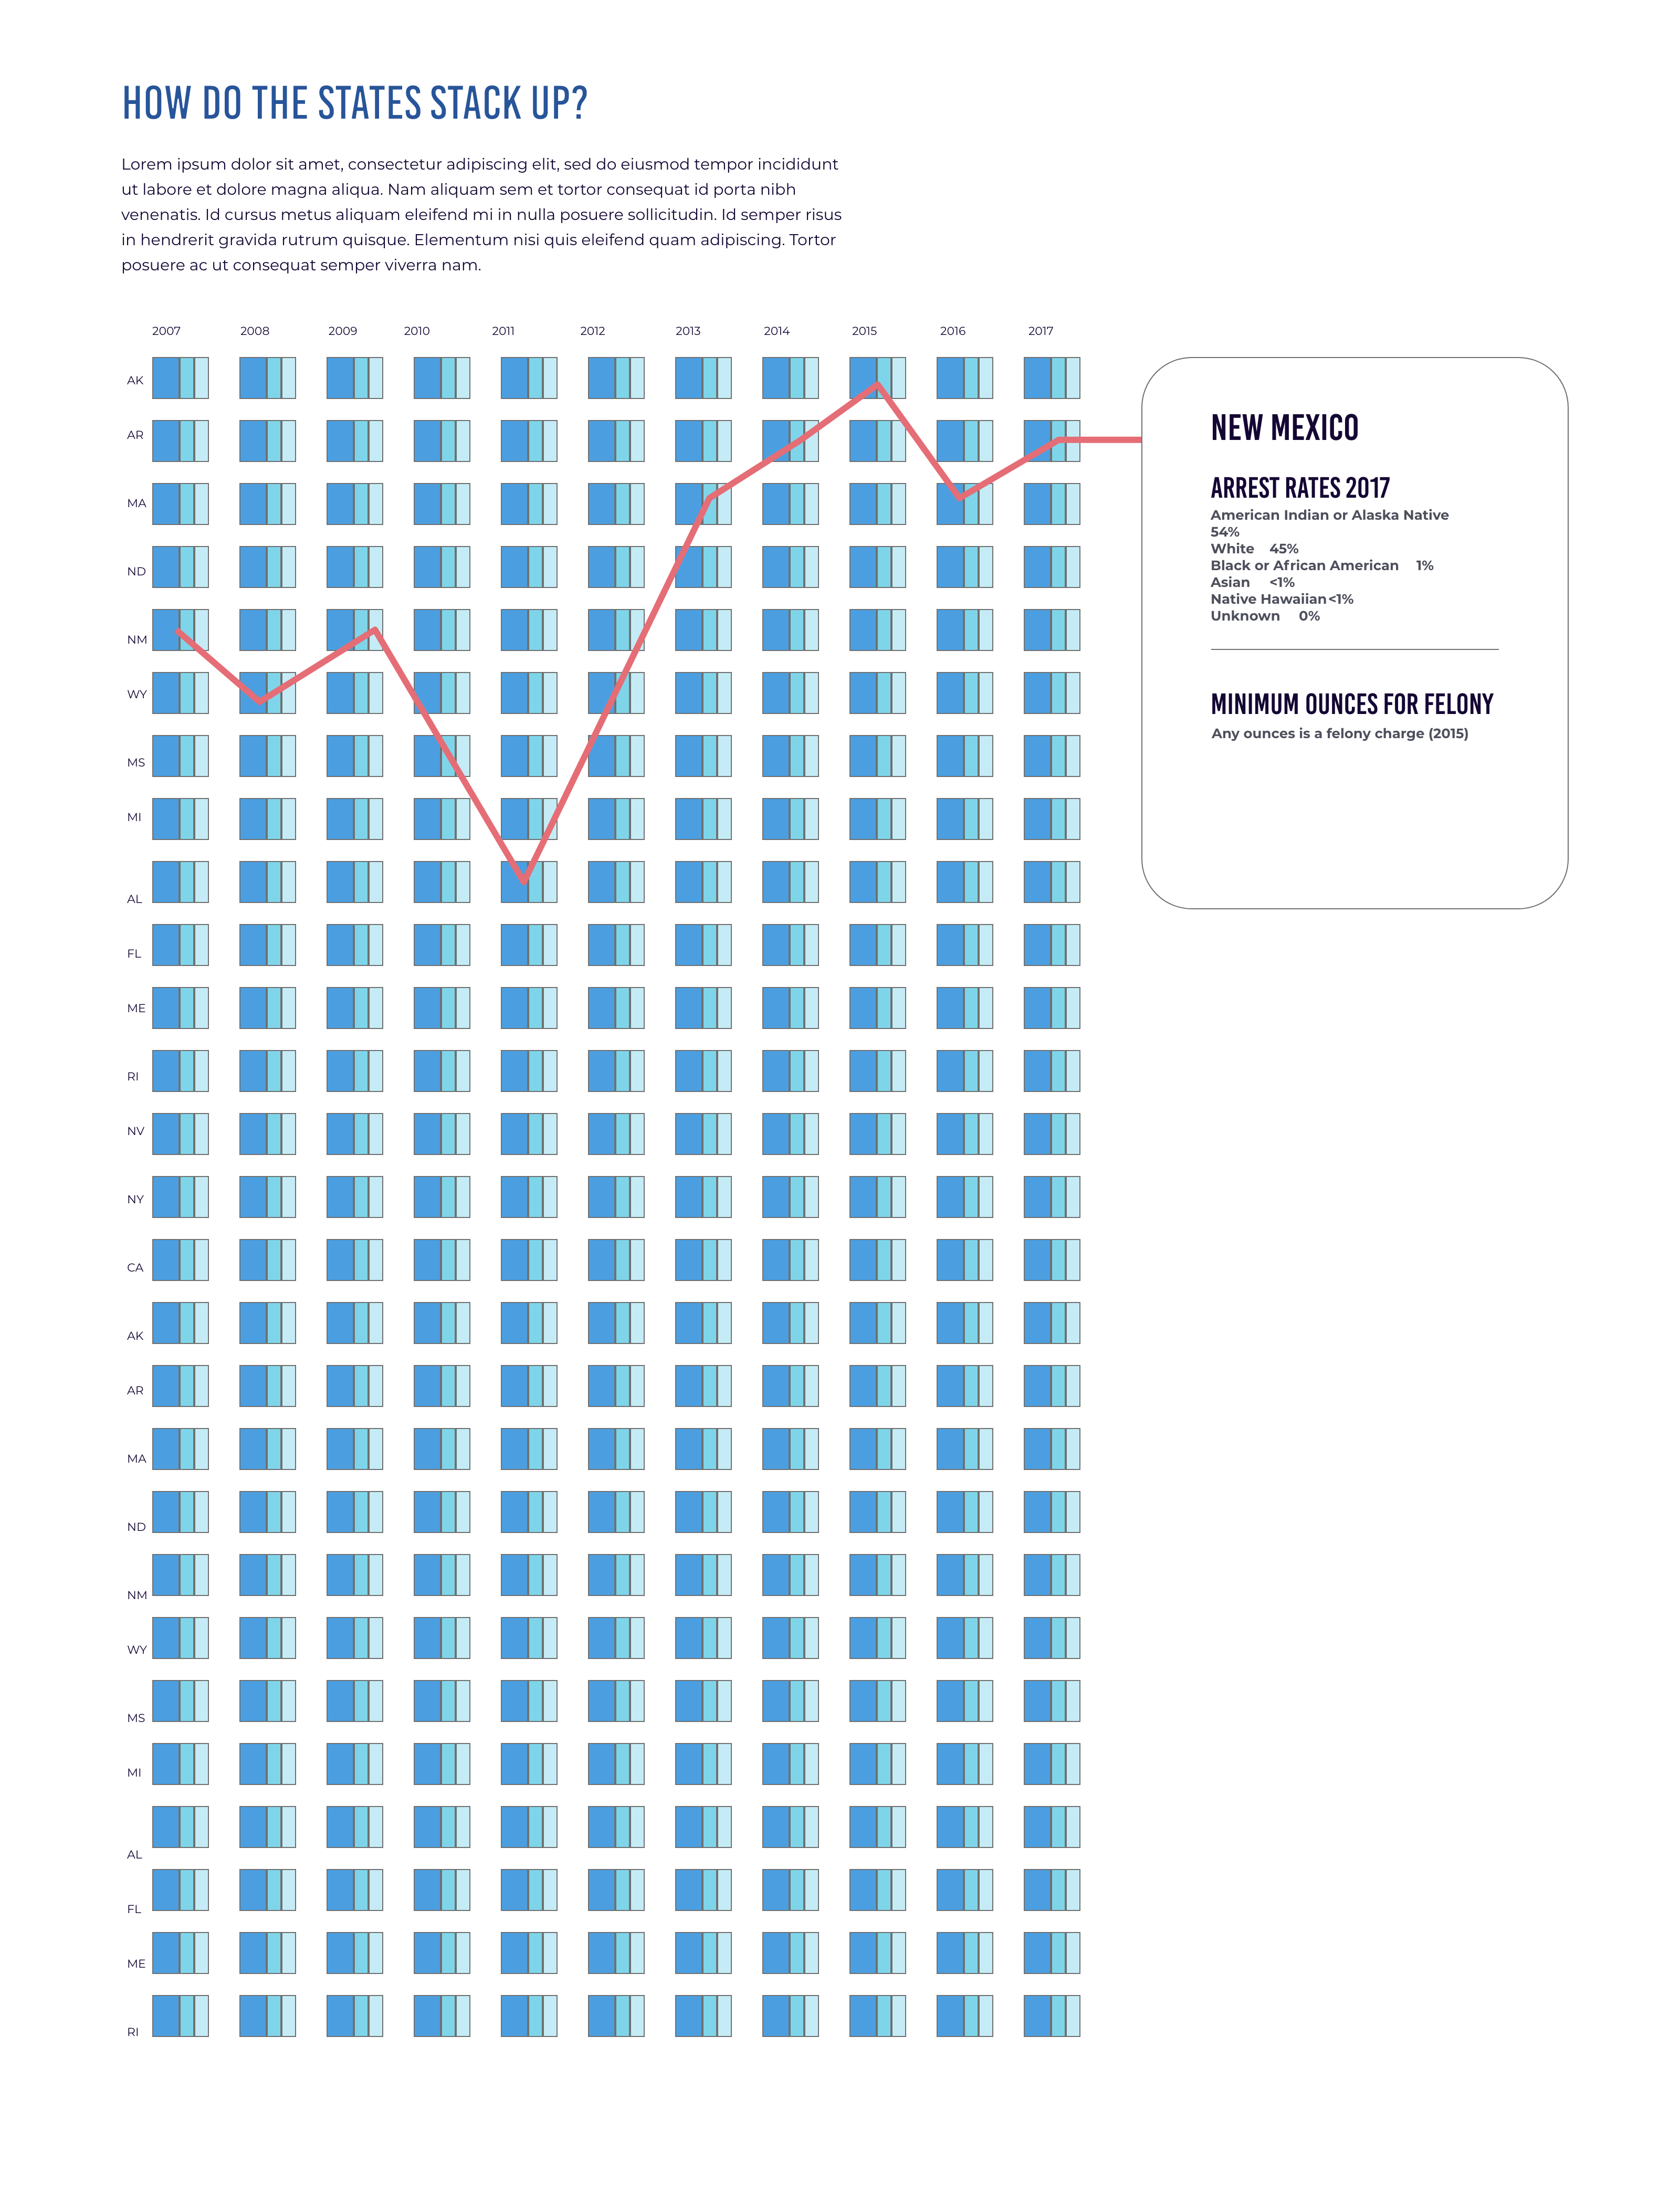 HOW DO THE STATES STACK UP?
Lorem ipsum dolor sit amet, consectetur adipiscing elit, sed do eiusmod tempor incididunt
ut labore et dolore magna aliqua. Nam aliquam sem et tortor consequat id porta nibh
venenatis. Id cursus metus aliquam eleifend mi in nulla posuere sollicitudin. Id semper risus
in hendrerit gravida rutrum quisque. Elementum nisi quis eleifend quam adipiscing. Tortor
posuere ac ut consequat semper viverra nam.
2007 2008 2009 2010 2011 2012 2013 2014 2015 2016 2017
AK
AR
MA
ND
NM
WY
MS
MI
AL
FL
ME
RI
NV
NY
CA
AK
AR
MA
ND
NM
WY
MS
MI
AL
FL
ME
RI
NEW MEXICO
ARREST RATES 2017
American Indian or Alaska Native
54%
White 45%
Black or African American 1%
Asian <1%
Native Hawaiian <1%
Unknown 0%
MINIMUM OUNCES FOR FELONY
Any ounces is a felony charge (2015)